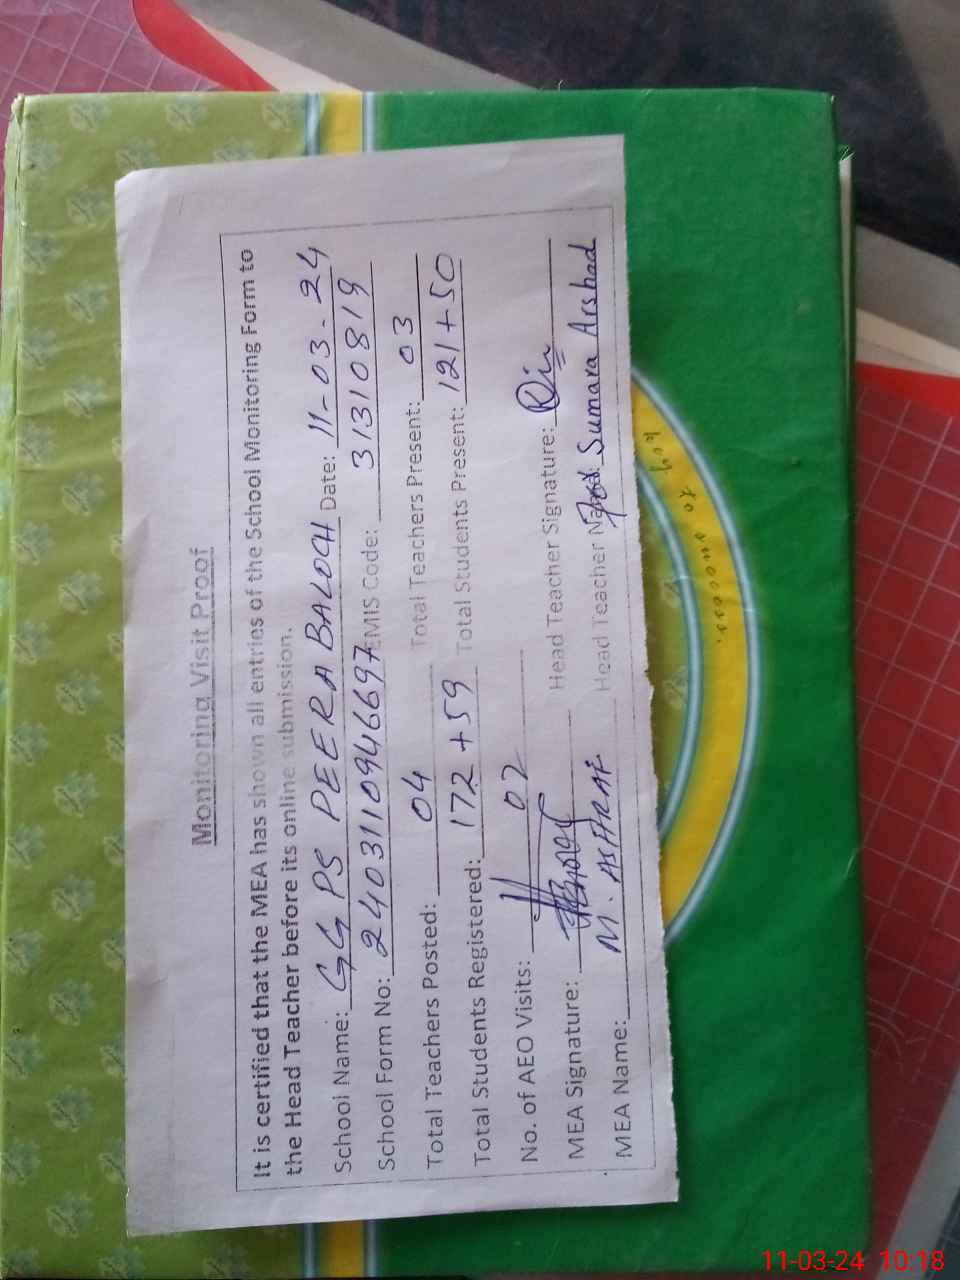 Monitoring Visit Proof
It is certified that the MEA has shown all entries of the School Monitoring Form to
the Head Teacher before its online submission.
School Name: GGPS PEERA BALOCH Date: 11-03-24
School Form No: 2403110946697 EMIS Code: 31310819
Total Teachers Posted: 04 Total Teachers Present: 03
Total Students Registered: 172+59 Total Students Present: 121+50
No. of AEO Visits: 02
MEA Signature: Head Teacher Signature:
MEA Name: M. ASHRAF Head Teacher Name: Sumara Arshad
11-03-24 10:18